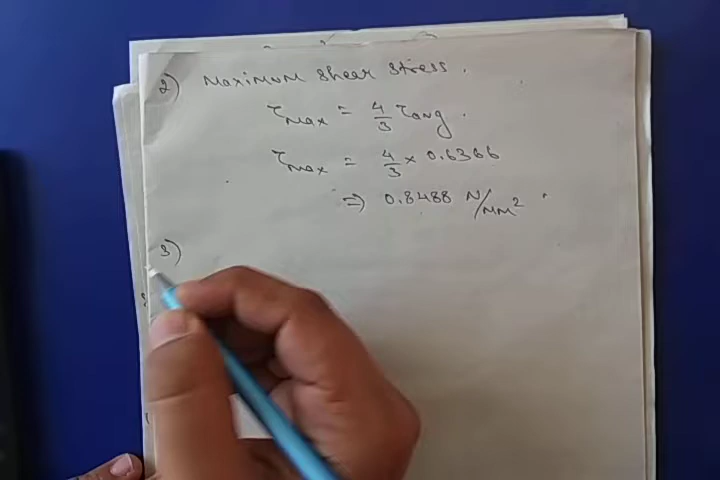 2) Maximum shear stress.
τmax = 4/3 τavg.
τmax = 4/3 × 0.6366
⇒ 0.8488 N/mm²
3)